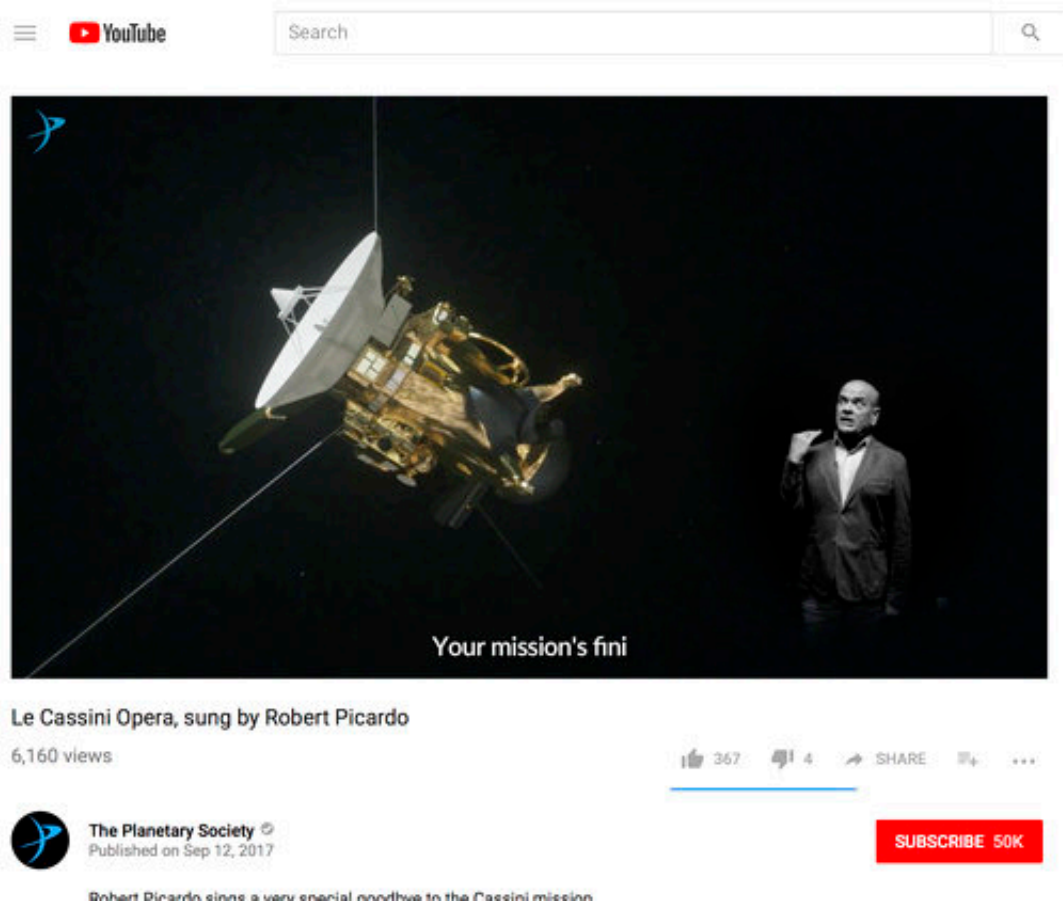 YouTube
Search
Your mission's fini
Le Cassini Opera, sung by Robert Picardo
6,160 views
367
4
SHARE
The Planetary Society
Published on Sep 12, 2017
SUBSCRIBE 50K
Robert Picardo sings a very special goodbye to the Cassini mission